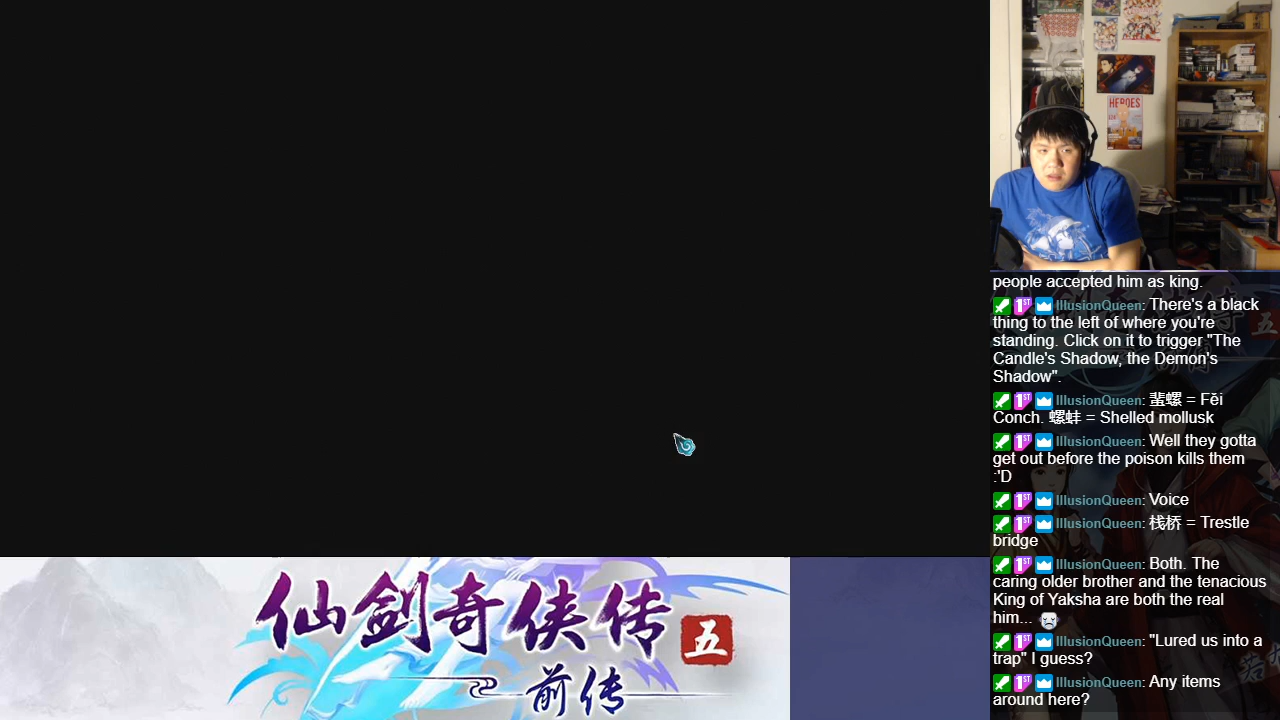 HEROES
people accepted him as king.
IllusionQueen: There's a black
thing to the left of where you're
standing. Click on it to trigger "The
Candle's Shadow, the Demon's
Shadow".
IllusionQueen: 蜚螺 = Fěi
Conch. 螺蚌 = Shelled mollusk
IllusionQueen: Well they gotta
get out before the poison kills them
:'D
IllusionQueen: Voice
IllusionQueen: 栈桥 = Trestle
bridge
IllusionQueen: Both. The
caring older brother and the tenacious
King of Yaksha are both the real
him...
IllusionQueen: "Lured us into a
trap" I guess?
IllusionQueen: Any items
around here?
仙剑奇侠传
五
前传